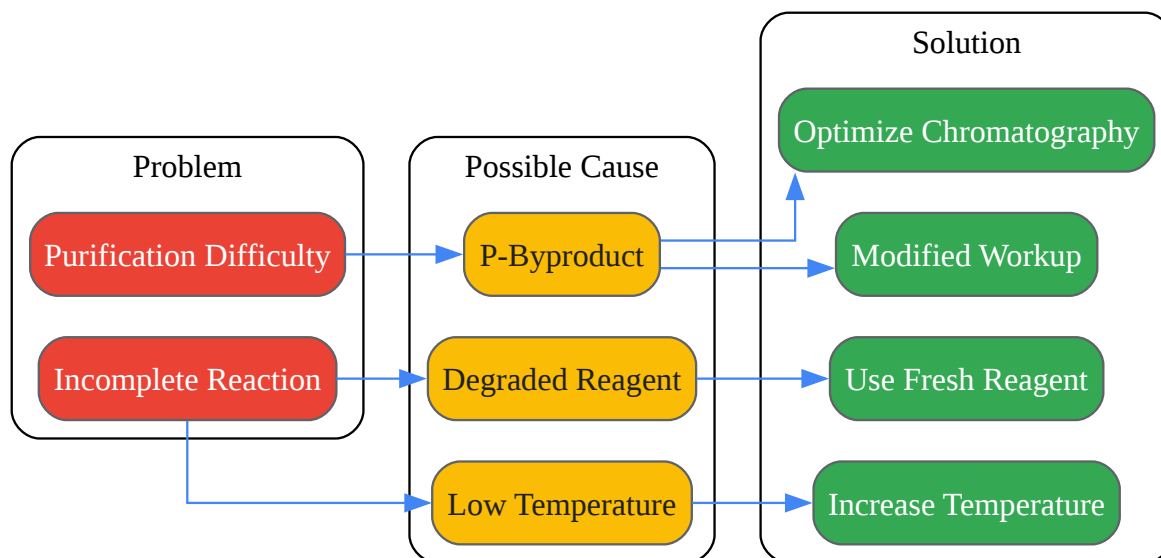 Problem
Purification Difficulty
Incomplete Reaction
Possible Cause
P-Byproduct
Degraded Reagent
Low Temperature
Solution
Optimize Chromatography
Modified Workup
Use Fresh Reagent
Increase Temperature